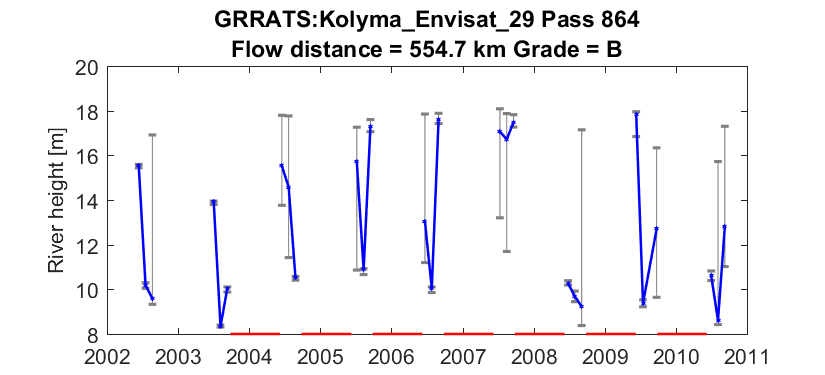 GRRATS:Kolyma_Envisat_29 Pass 864
Flow distance = 554.7 km Grade = B
River height [m]
20
18
16
14
12
10
8
2002 2003 2004 2005 2006 2007 2008 2009 2010 2011